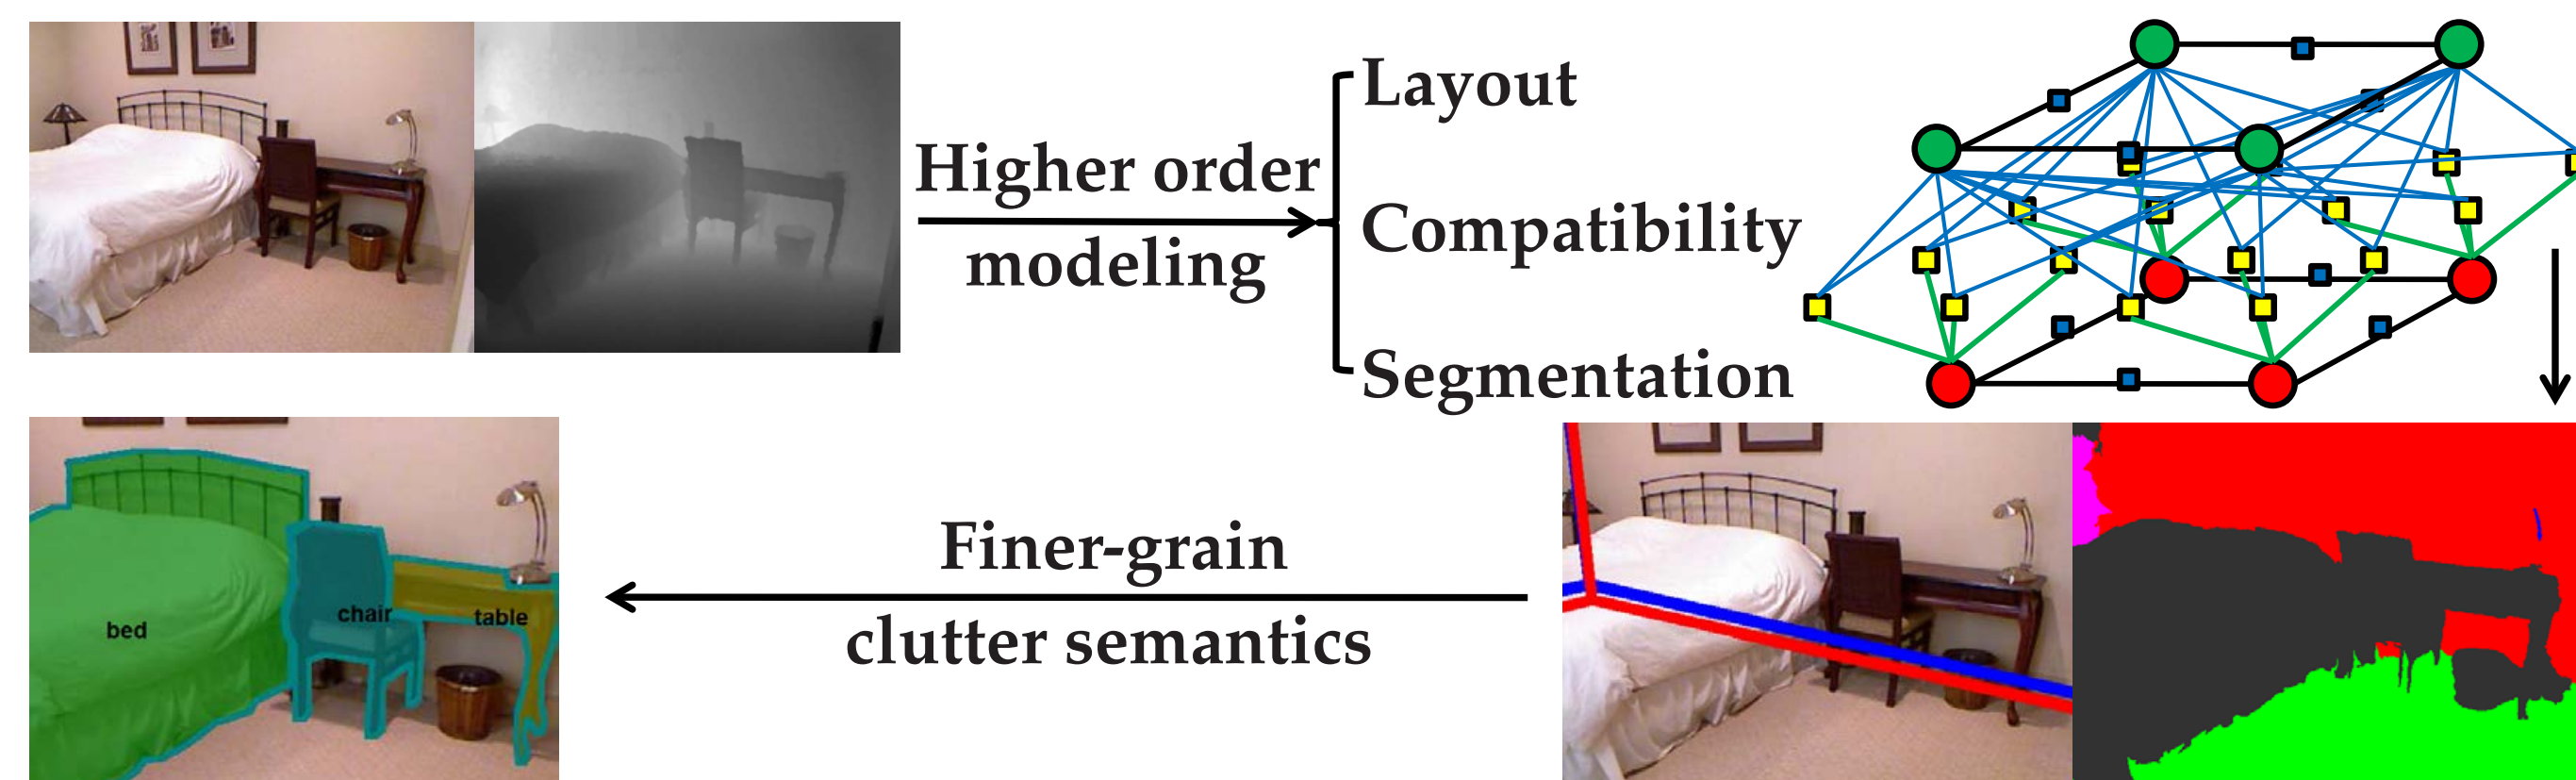 Layout
Higher order
modeling
Compatibility
Segmentation
Finer-grain
clutter semantics
bed
chair
table